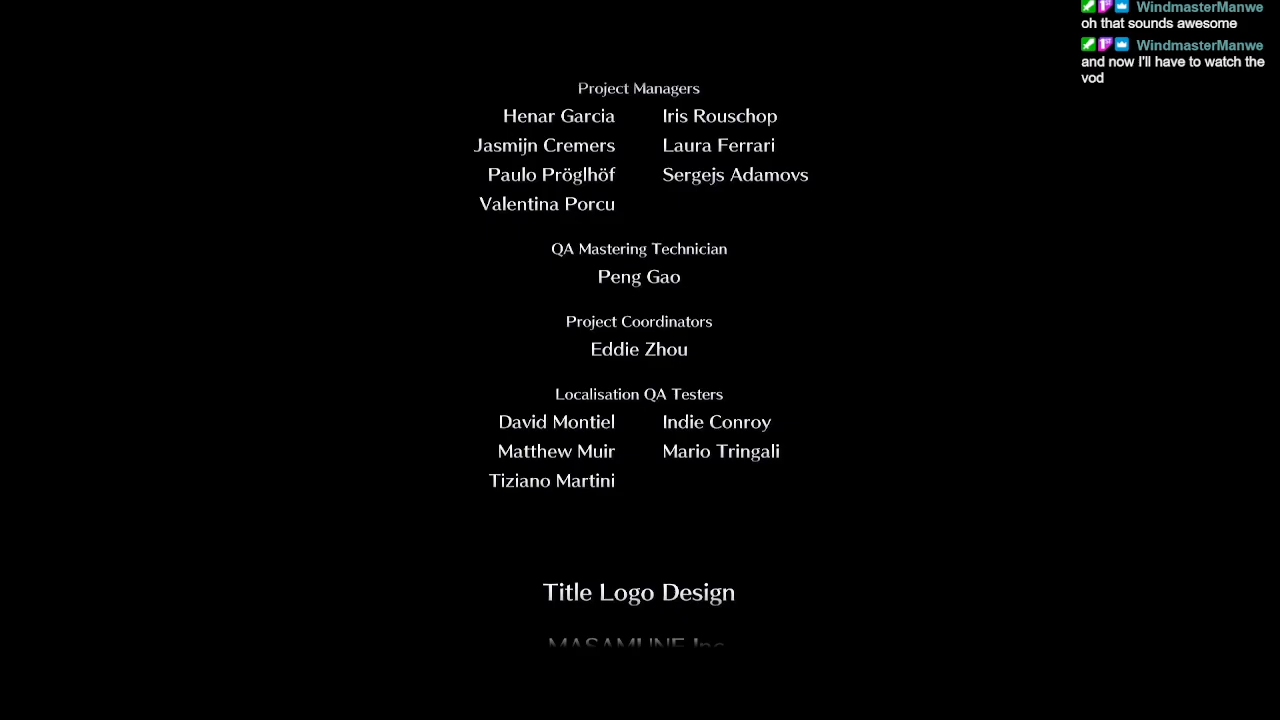 WindmasterManwe
oh that sounds awesome
WindmasterManwe
and now I'll have to watch the
vod
Project Managers
Henar Garcia Iris Rouschop
Jasmijn Cremers Laura Ferrari
Paulo Pröglhöf Sergejs Adamovs
Valentina Porcu
QA Mastering Technician
Peng Gao
Project Coordinators
Eddie Zhou
Localisation QA Testers
David Montiel Indie Conroy
Matthew Muir Mario Tringali
Tiziano Martini
Title Logo Design
MASAMUNE Inc